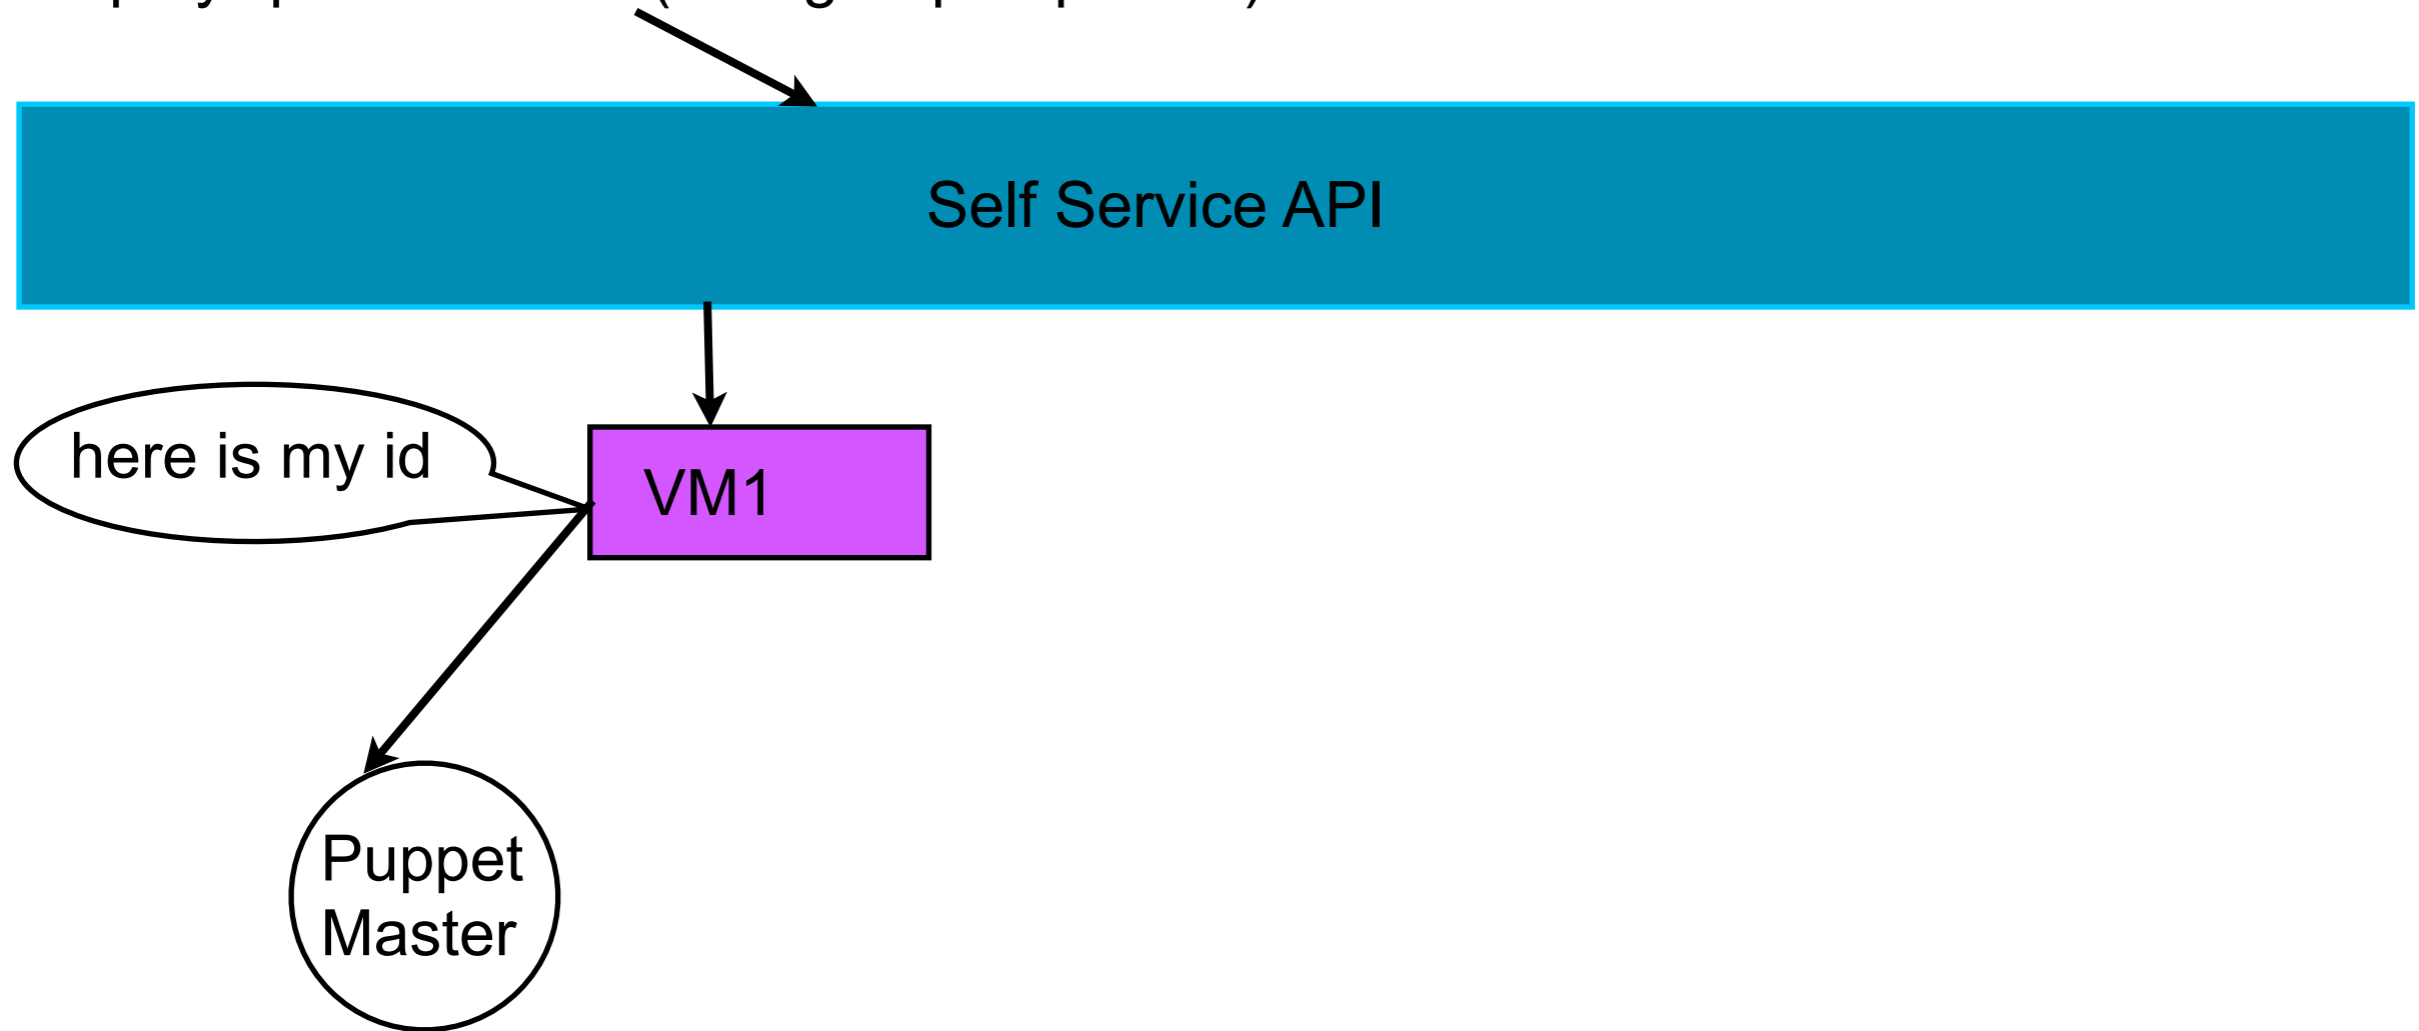 Self Service API
here is my id
VM1
Puppet
Master